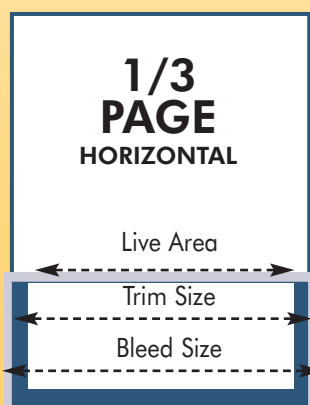 1/3
PAGE
HORIZONTAL
Live Area
Trim Size
Bleed Size